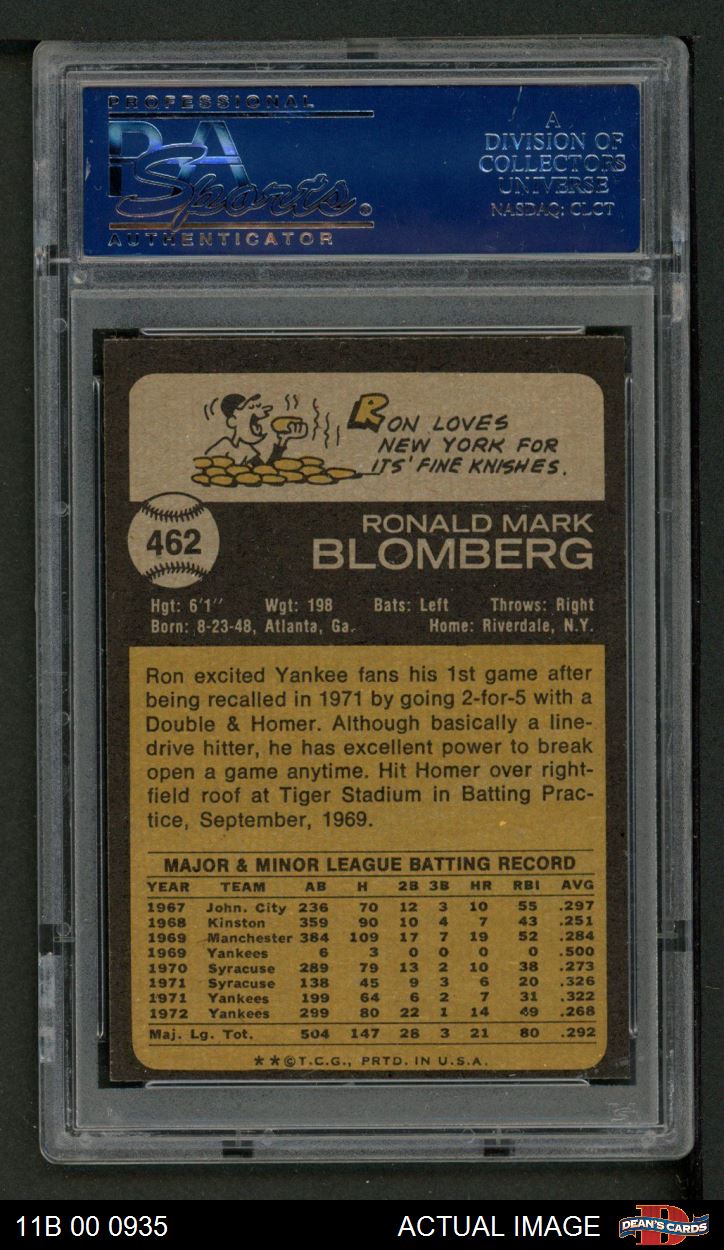 PROFESSIONAL
PSA
Sports®
AUTHENTICATOR
A
DIVISION OF
COLLECTORS
UNIVERSE
NASDAQ: CLCT
RON LOVES
NEW YORK FOR
ITS' FINE KNISHES.
462
RONALD MARK
BLOMBERG
Hgt: 6'1" Wgt: 198 Bats: Left Throws: Right
Born: 8-23-48, Atlanta, Ga. Home: Riverdale, N.Y.
Ron excited Yankee fans his 1st game after
being recalled in 1971 by going 2-for-5 with a
Double & Homer. Although basically a line-
drive hitter, he has excellent power to break
open a game anytime. Hit Homer over right-
field roof at Tiger Stadium in Batting Prac-
tice, September, 1969.
MAJOR & MINOR LEAGUE BATTING RECORD
YEAR TEAM AB H 2B 3B HR RBI AVG
1967 John. City 236 70 12 3 10 55 .297
1968 Kinston 359 90 10 4 7 43 .251
1969 Manchester 384 109 17 7 19 52 .284
1969 Yankees 6 3 0 0 0 0 .500
1970 Syracuse 289 79 13 2 10 38 .273
1971 Syracuse 138 45 9 3 6 20 .326
1971 Yankees 199 64 6 2 7 31 .322
1972 Yankees 299 80 22 1 14 49 .268
Maj. Lg. Tot. 504 147 28 3 21 80 .292
**©T.C.G., PRTD. IN U.S.A.
11B 00 0935 ACTUAL IMAGE DEAN'S CARDS